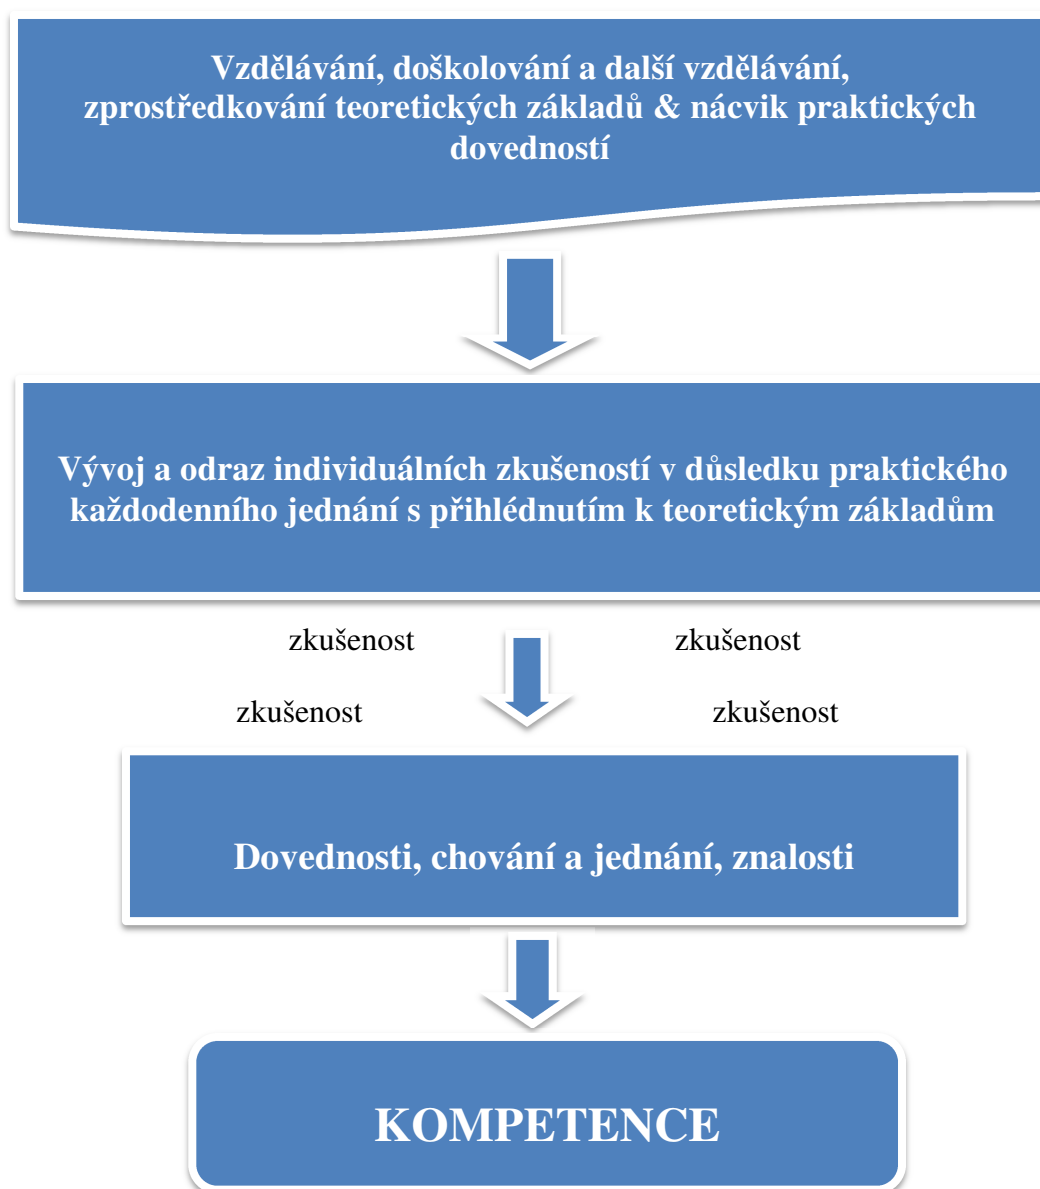 Vzdělávání, doškolování a další vzdělávání,
zprostředkování teoretických základů & nácvik praktických
dovedností
Vývoj a odraz individuálních zkušeností v důsledku praktického
každodenního jednání s přihlédnutím k teoretickým základům
zkušenost zkušenost
zkušenost zkušenost
Dovednosti, chování a jednání, znalosti
KOMPETENCE